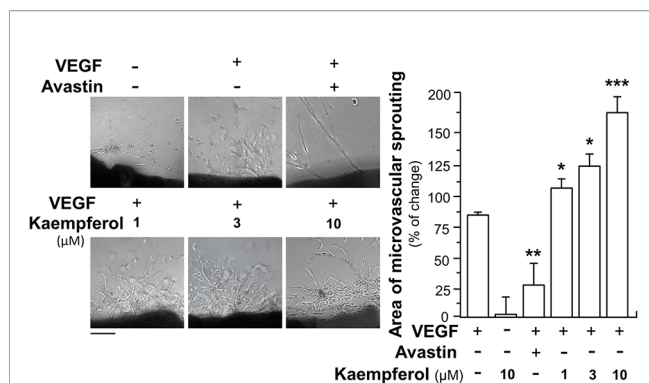 VEGF - + +
Avastin - - +
VEGF + + +
Kaempferol 1 3 10
(μM)
Area of microvascular sprouting
(% of change)
200
150
125
100
75
50
25
0
**
*
*
***
VEGF + - + + + +
Avastin - - + - - -
Kaempferol (μM) - 10 - 1 3 10